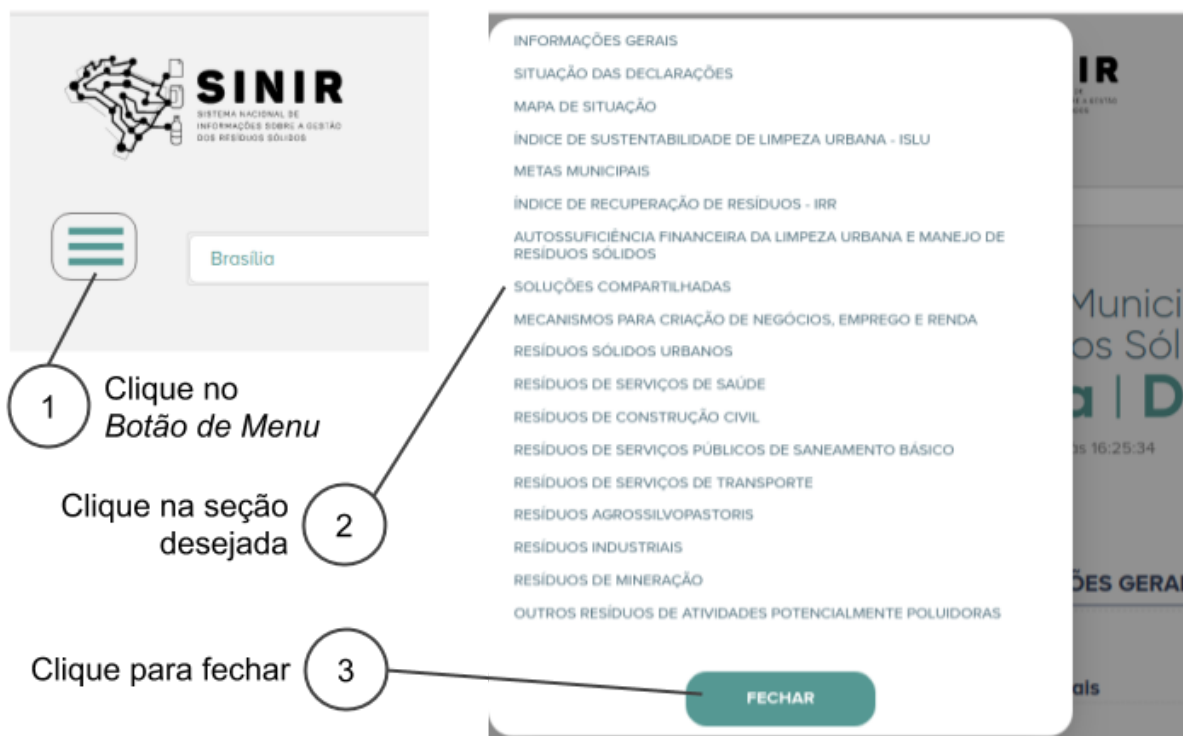 SINIR
SISTEMA NACIONAL DE
INFORMAÇÕES SOBRE A GESTÃO
DOS RESÍDUOS SÓLIDOS
Brasília
1
Clique no
Botão de Menu
Clique na seção
desejada
2
Clique para fechar
3
INFORMAÇÕES GERAIS
SITUAÇÃO DAS DECLARAÇÕES
MAPA DE SITUAÇÃO
ÍNDICE DE SUSTENTABILIDADE DE LIMPEZA URBANA - ISLU
METAS MUNICIPAIS
ÍNDICE DE RECUPERAÇÃO DE RESÍDUOS - IRR
AUTOSSUFICIÊNCIA FINANCEIRA DA LIMPEZA URBANA E MANEJO DE
RESÍDUOS SÓLIDOS
SOLUÇÕES COMPARTILHADAS
MECANISMOS PARA CRIAÇÃO DE NEGÓCIOS, EMPREGO E RENDA
RESÍDUOS SÓLIDOS URBANOS
RESÍDUOS DE SERVIÇOS DE SAÚDE
RESÍDUOS DE CONSTRUÇÃO CIVIL
RESÍDUOS DE SERVIÇOS PÚBLICOS DE SANEAMENTO BÁSICO
RESÍDUOS DE SERVIÇOS DE TRANSPORTE
RESÍDUOS AGROSSILVOPASTORIS
RESÍDUOS INDUSTRIAIS
RESÍDUOS DE MINERAÇÃO
OUTROS RESÍDUOS DE ATIVIDADES POTENCIALMENTE POLUIDORAS
FECHAR
IR
Munici
os Sól
a | D
às 16:25:34
ÕES GERAI
ais